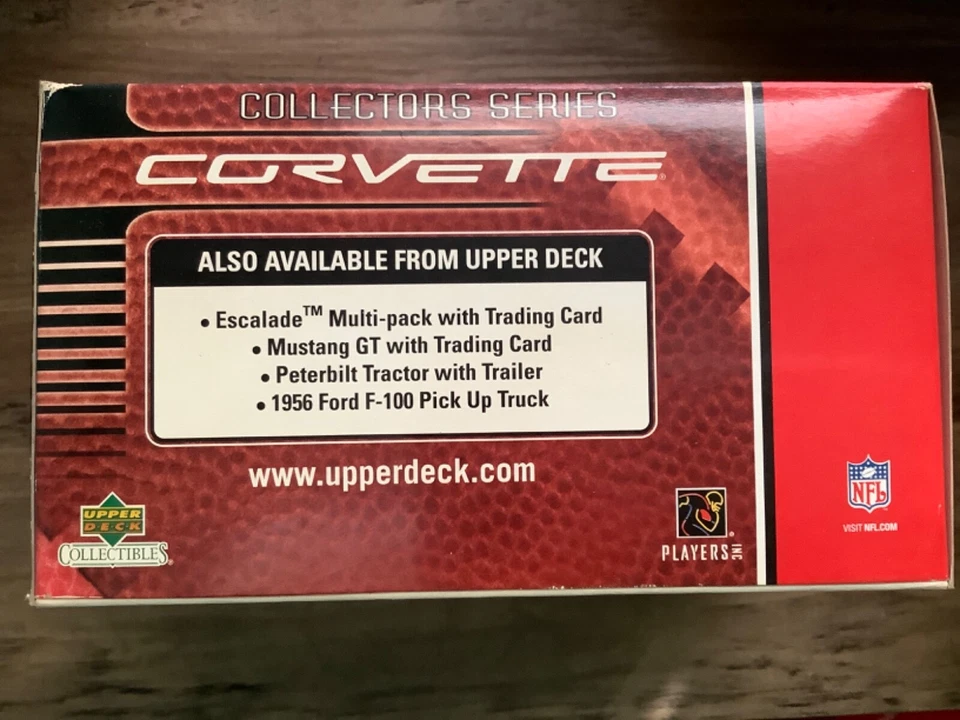 COLLECTORS SERIES
CORVETTE®
ALSO AVAILABLE FROM UPPER DECK
• Escalade™ Multi-pack with Trading Card
• Mustang GT with Trading Card
• Peterbilt Tractor with Trailer
• 1956 Ford F-100 Pick Up Truck
www.upperdeck.com
UPPER
DECK
COLLECTIBLES®
PLAYERS INC®
NFL
VISIT NFL.COM